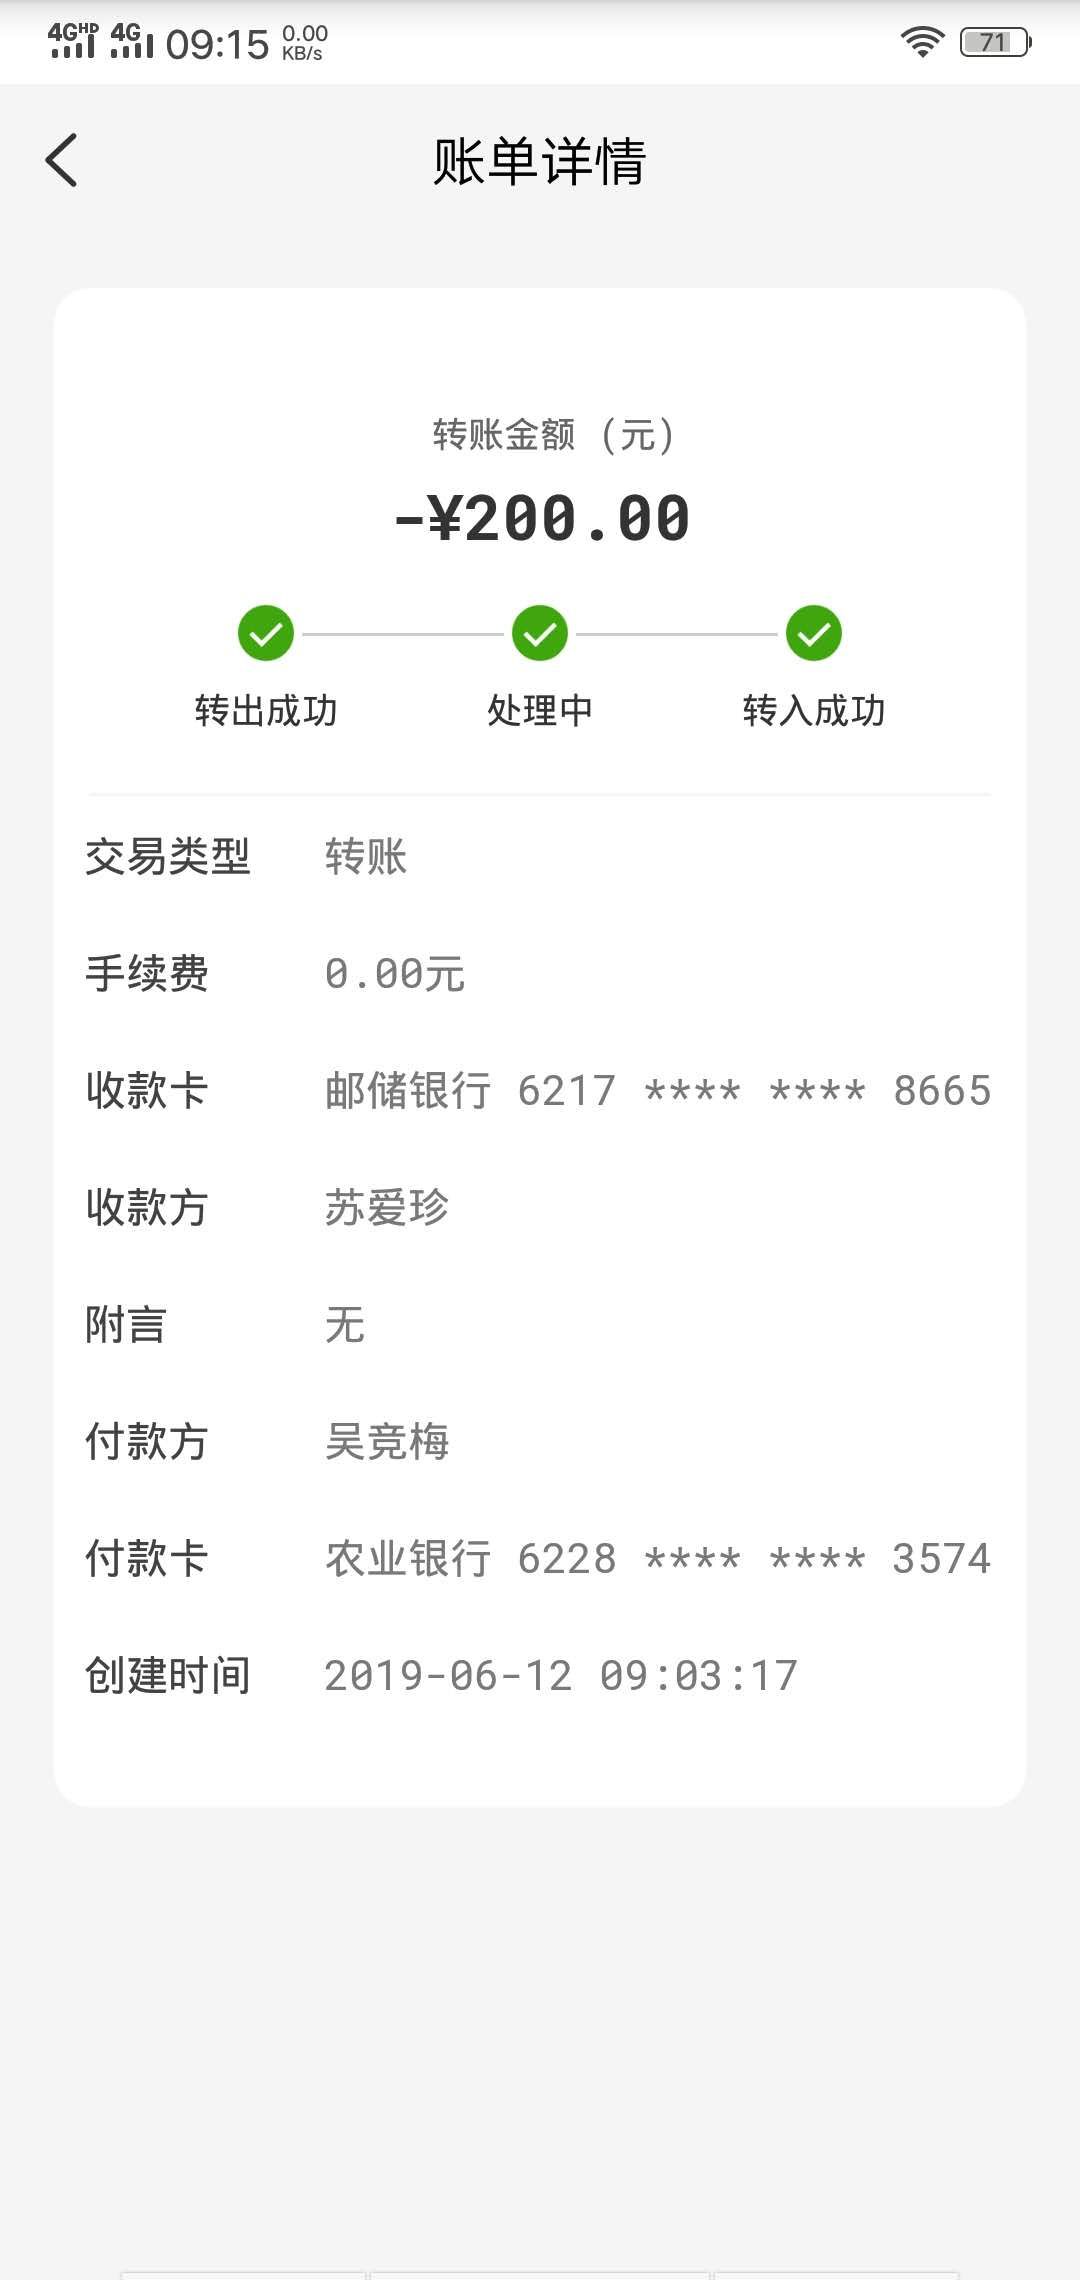 4GHD 4G 09:15 0.00 KB/s 71
账单详情
转账金额（元）
-¥200.00
转出成功 处理中 转入成功
交易类型 转账
手续费 0.00元
收款卡 邮储银行 6217 **** **** 8665
收款方 苏爱珍
附言 无
付款方 吴竞梅
付款卡 农业银行 6228 **** **** 3574
创建时间 2019-06-12 09:03:17